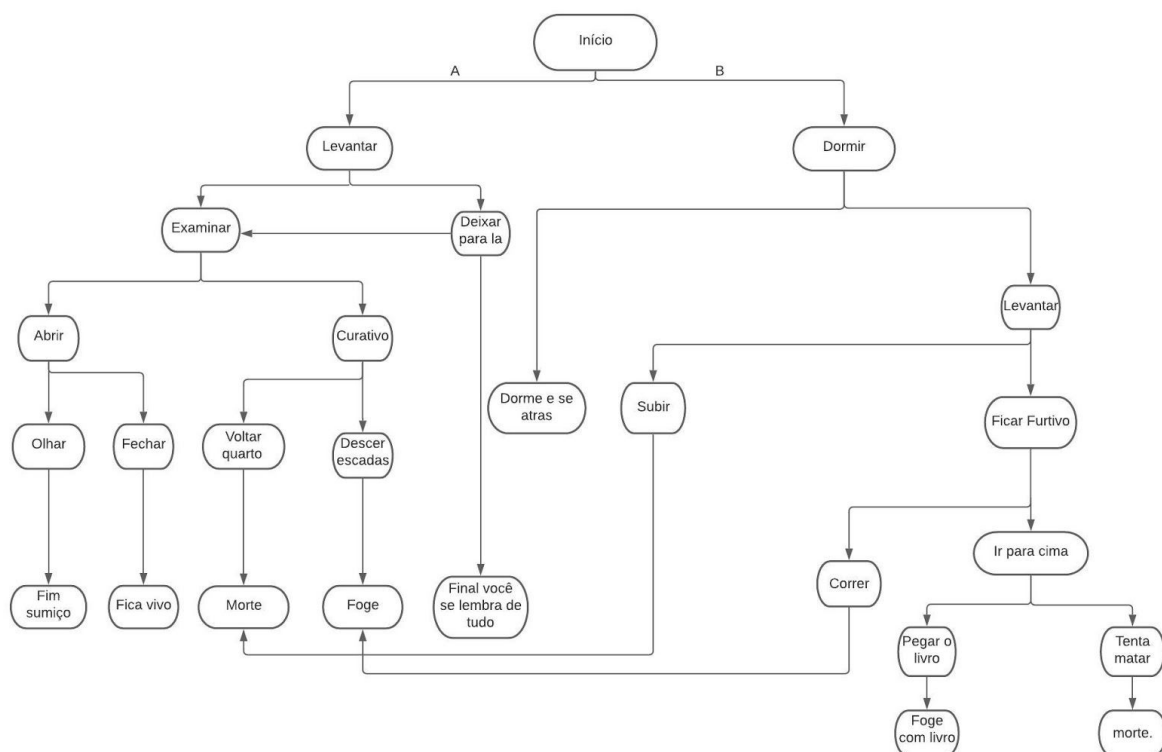 Início
A
B
Levantar
Dormir
Examinar
Deixar
para la
Levantar
Abrir
Curativo
Dorme e se
atras
Subir
Ficar Furtivo
Olhar
Fechar
Voltar
quarto
Descer
escadas
Ir para cima
Correr
Fim
sumiço
Fica vivo
Morte
Foge
Final você
se lembra de
tudo
Pegar o
livro
Tenta
matar
Foge
com livro
morte.